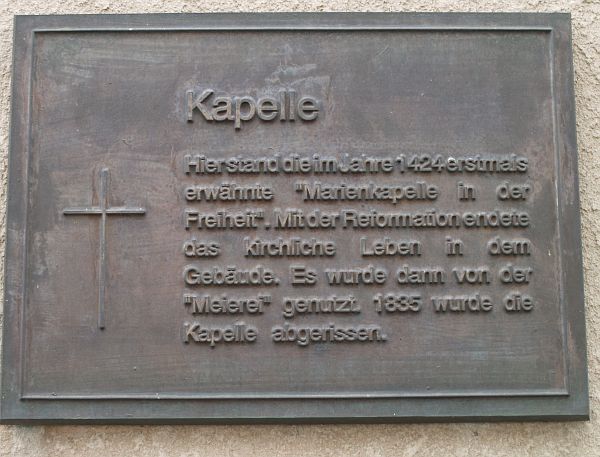 Kapelle
Hier stand die im Jahre 1424 erstmals
erwähnte "Marienkapelle in der
Freiheit". Mit der Reformation endete
das kirchliche Leben in dem
Gebäude. Es wurde dann von der
"Meierei" genutzt. 1835 wurde die
Kapelle abgerissen.